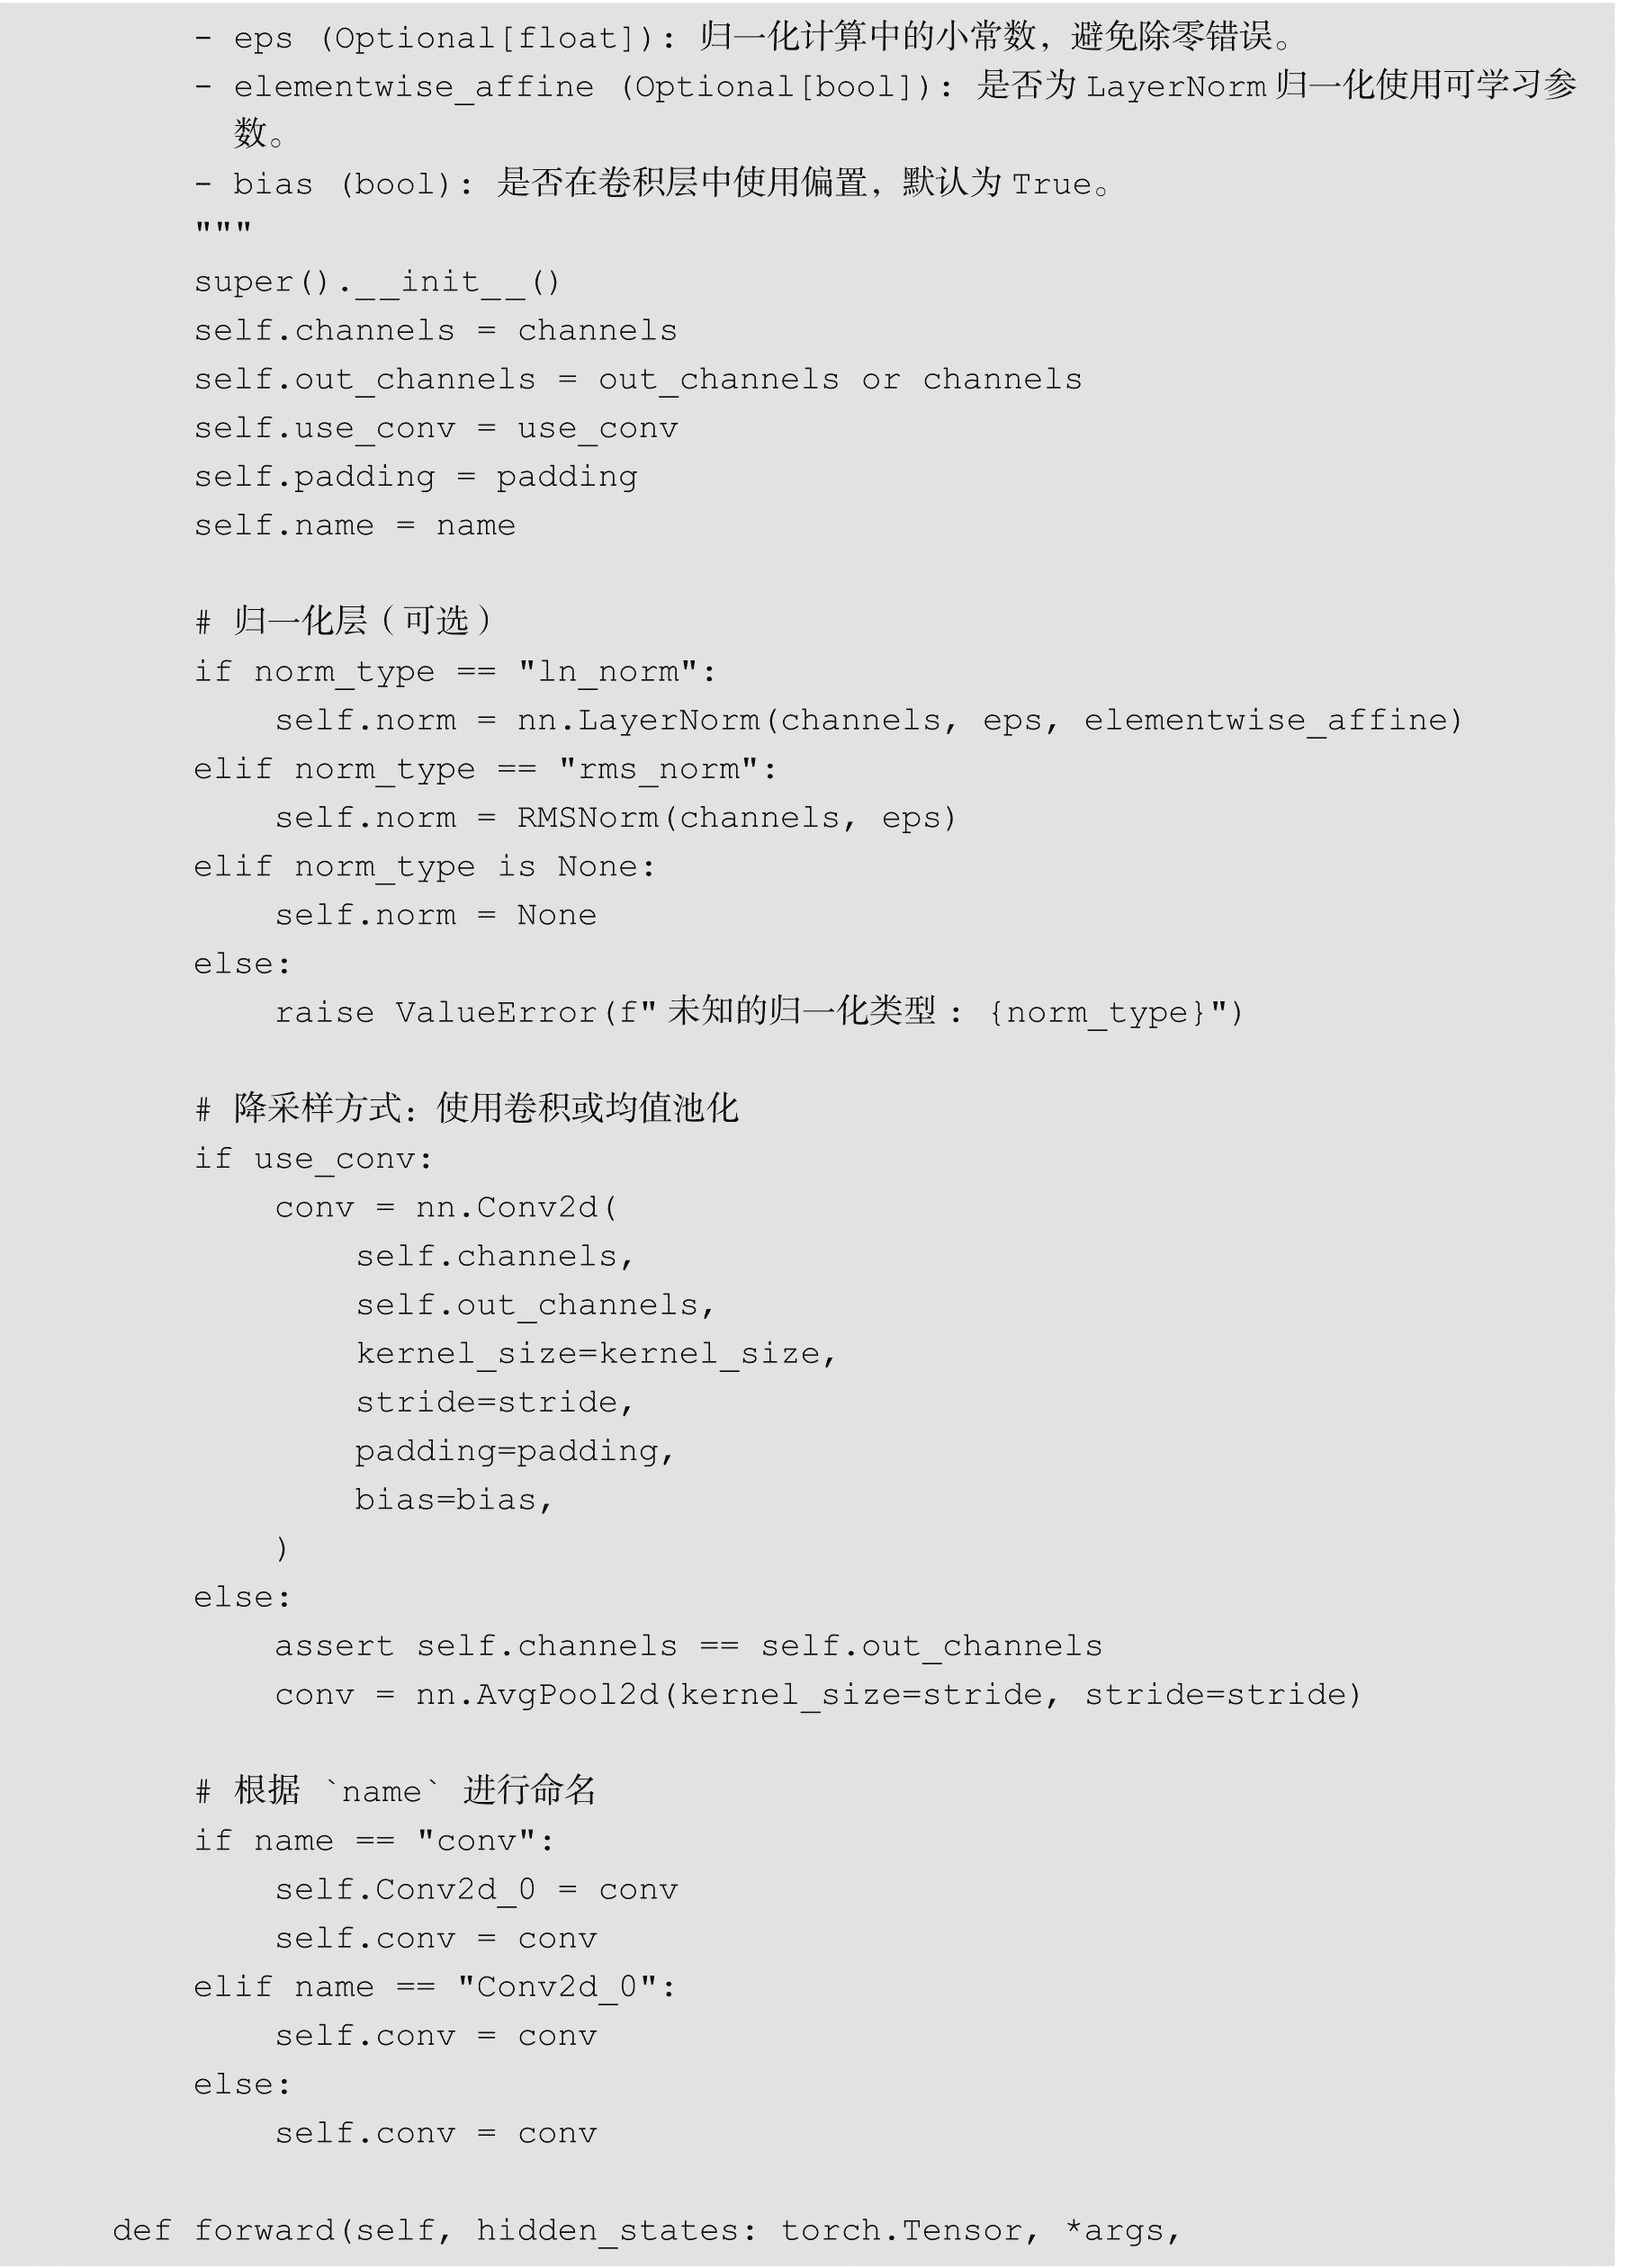 - eps (Optional[float]): 归一化计算中的小常数，避免除零错误。
        - elementwise_affine (Optional[bool]): 是否为 LayerNorm 归一化使用可学习参
          数。
        - bias (bool): 是否在卷积层中使用偏置，默认为 True。
        """
        super().__init__()
        self.channels = channels
        self.out_channels = out_channels or channels
        self.use_conv = use_conv
        self.padding = padding
        self.name = name

        # 归一化层（可选）
        if norm_type == "ln_norm":
            self.norm = nn.LayerNorm(channels, eps, elementwise_affine)
        elif norm_type == "rms_norm":
            self.norm = RMSNorm(channels, eps)
        elif norm_type is None:
            self.norm = None
        else:
            raise ValueError(f" 未知的归一化类型 : {norm_type}")

        # 降采样方式：使用卷积或均值池化
        if use_conv:
            conv = nn.Conv2d(
                self.channels,
                self.out_channels,
                kernel_size=kernel_size,
                stride=stride,
                padding=padding,
                bias=bias,
            )
        else:
            assert self.channels == self.out_channels
            conv = nn.AvgPool2d(kernel_size=stride, stride=stride)

        # 根据 `name` 进行命名
        if name == "conv":
            self.Conv2d_0 = conv
            self.conv = conv
        elif name == "Conv2d_0":
            self.conv = conv
        else:
            self.conv = conv

    def forward(self, hidden_states: torch.Tensor, *args,